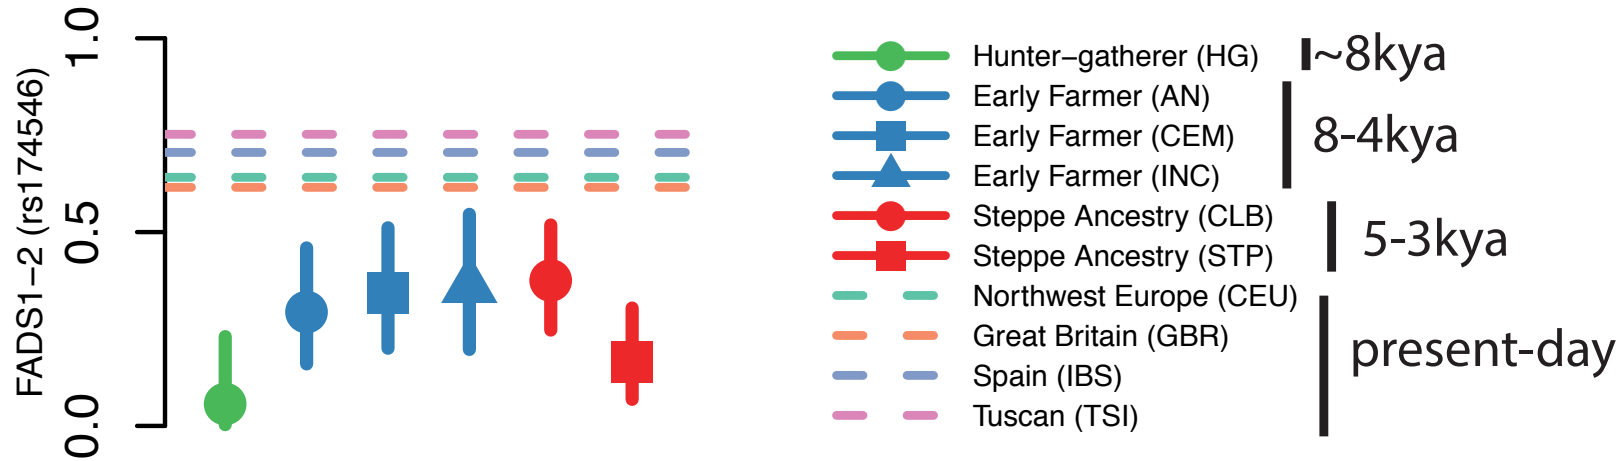 FADS1−2 (rs174546)
1.0
0.5
0.0
Hunter−gatherer (HG)
Early Farmer (AN)
Early Farmer (CEM)
Early Farmer (INC)
Steppe Ancestry (CLB)
Steppe Ancestry (STP)
Northwest Europe (CEU)
Great Britain (GBR)
Spain (IBS)
Tuscan (TSI)
~8kya
8-4kya
5-3kya
present-day